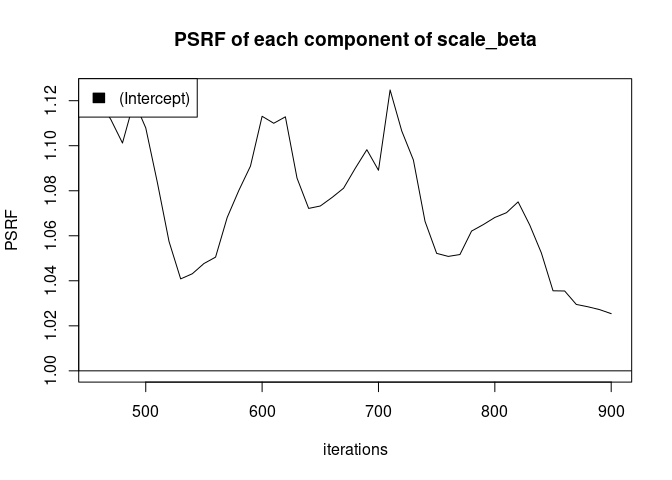 PSRF of each component of scale_beta
(Intercept)
PSRF
1.12
1.10
1.08
1.06
1.04
1.02
1.00
500 600 700 800 900
iterations